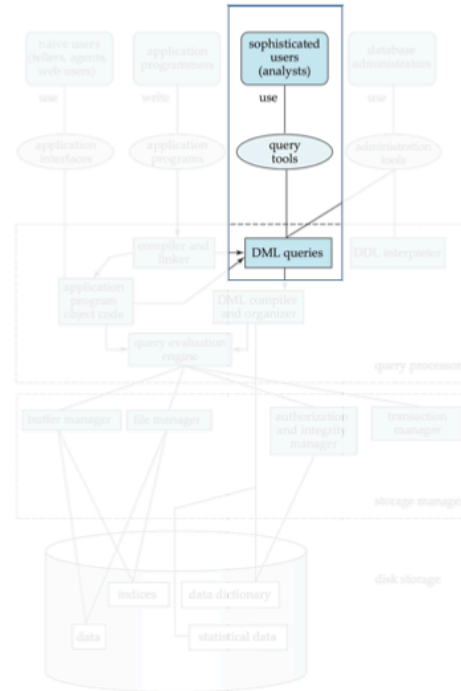 naive users
(tellers, agents,
web users)
application
programmers
sophisticated
users
(analysts)
database
administrators
use
write
use
use
application
interfaces
application
programs
query
tools
administration
tools
compiler and
linker
DML queries
DDL interpreter
application
program
object code
DML compiler
and organizer
query evaluation
engine
query processor
buffer manager
file manager
authorization
and integrity
manager
transaction
manager
storage manager
disk storage
indices
data dictionary
data
statistical data